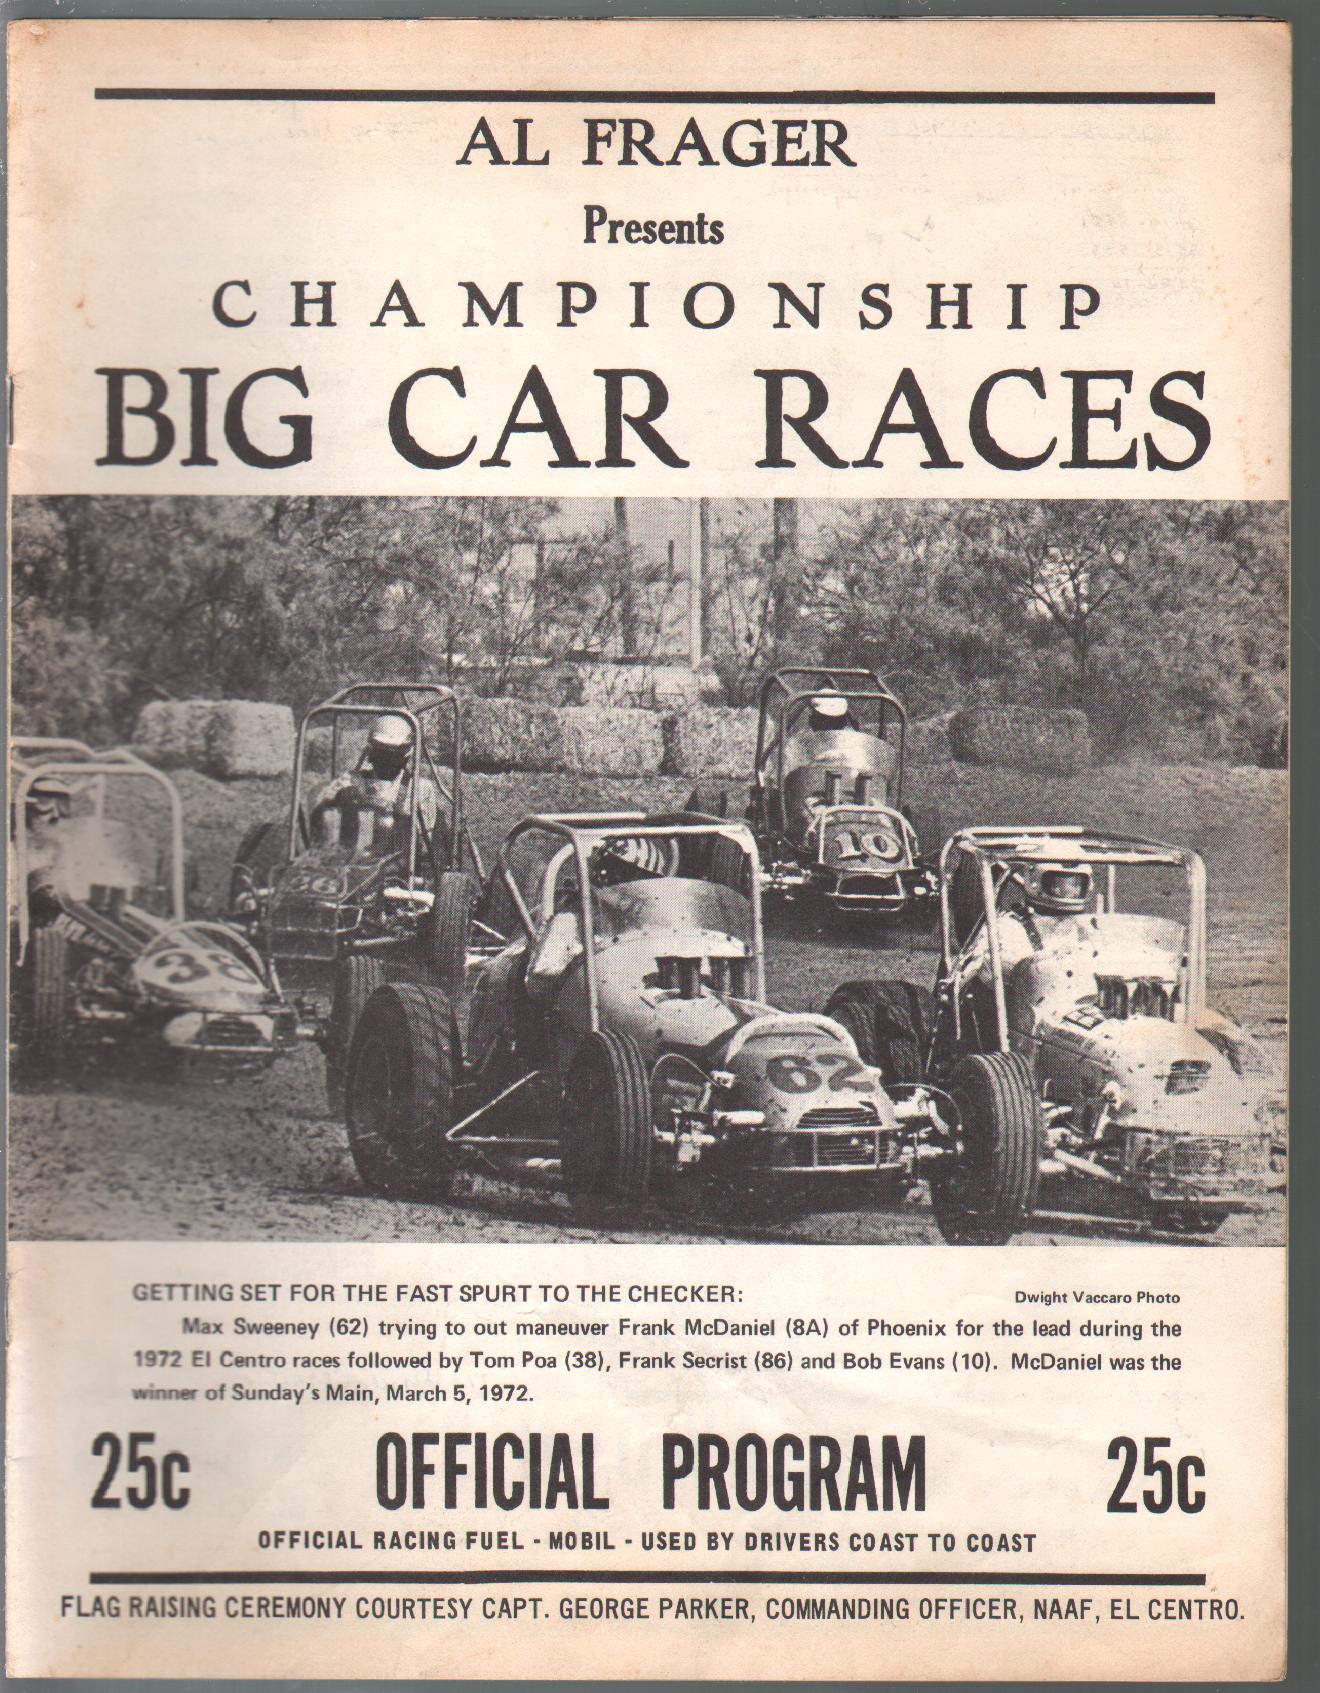 AL FRAGER
Presents
CHAMPIONSHIP
BIG CAR RACES
10
38
86
62
GETTING SET FOR THE FAST SPURT TO THE CHECKER:
Dwight Vaccaro Photo
Max Sweeney (62) trying to out maneuver Frank McDaniel (8A) of Phoenix for the lead during the
1972 El Centro races followed by Tom Poa (38), Frank Secrist (86) and Bob Evans (10). McDaniel was the
winner of Sunday's Main, March 5, 1972.
25c OFFICIAL PROGRAM 25c
OFFICIAL RACING FUEL - MOBIL - USED BY DRIVERS COAST TO COAST
FLAG RAISING CEREMONY COURTESY CAPT. GEORGE PARKER, COMMANDING OFFICER, NAAF, EL CENTRO.